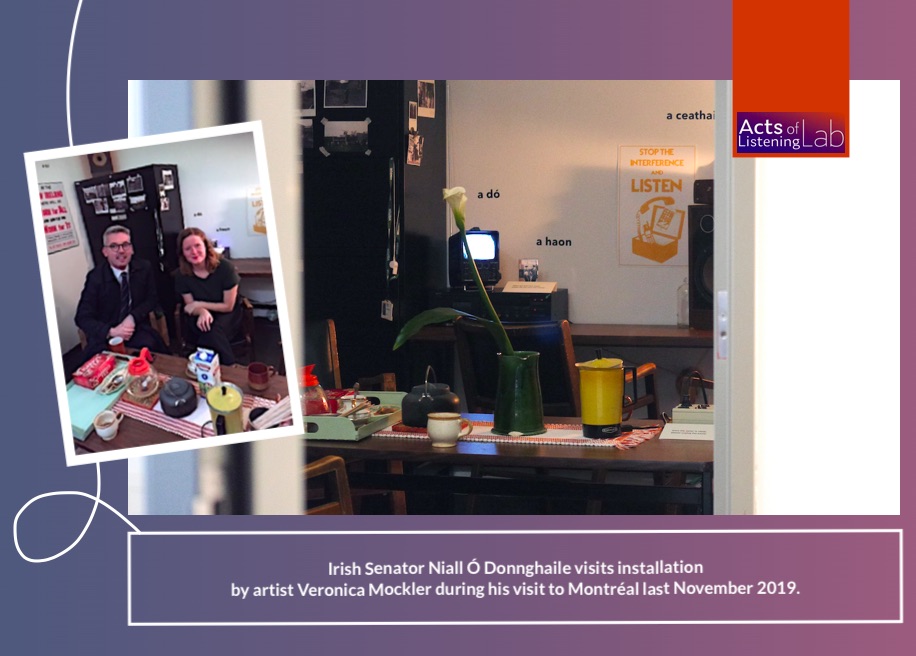 a ceathai
Acts of
Listening Lab
STOP THE
INTERFERENCE
AND
LISTEN
a dó
a haon
Irish Senator Niall Ó Donnghaile visits installation
by artist Veronica Mockler during his visit to Montréal last November 2019.